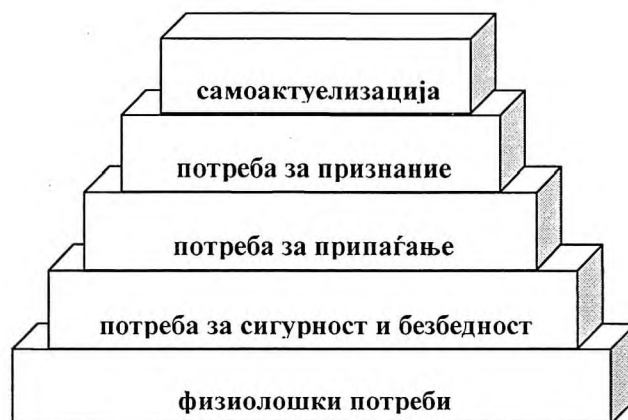 самоактуелизација
потреба за признание
потреба за припаѓање
потреба за сигурност и безбедност
физиолошки потреби